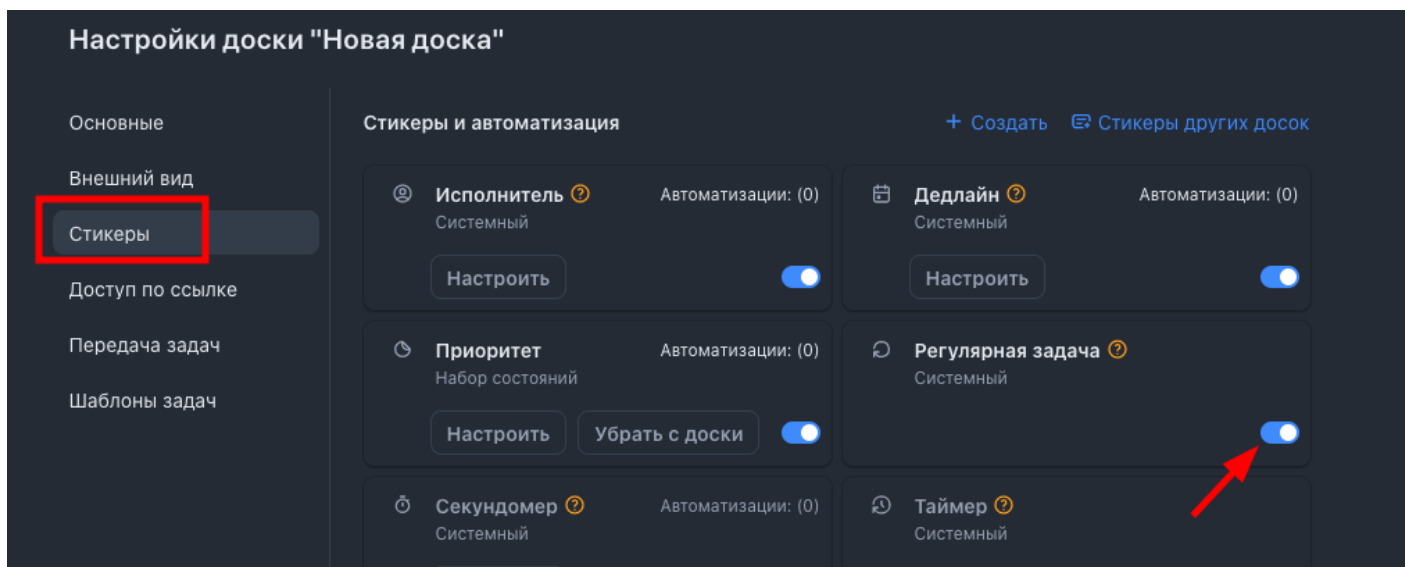 Настройки доски "Новая доска"
Основные
Внешний вид
Стикеры
Доступ по ссылке
Передача задач
Шаблоны задач
Стикеры и автоматизация
+ Создать
Стикеры других досок
Исполнитель ?
Автоматизации: (0)
Системный
Настроить
Дедлайн ?
Автоматизации: (0)
Системный
Настроить
Приоритет
Автоматизации: (0)
Набор состояний
Настроить
Убрать с доски
Регулярная задача ?
Системный
Секундомер ?
Автоматизации: (0)
Системный
Таймер ?
Системный